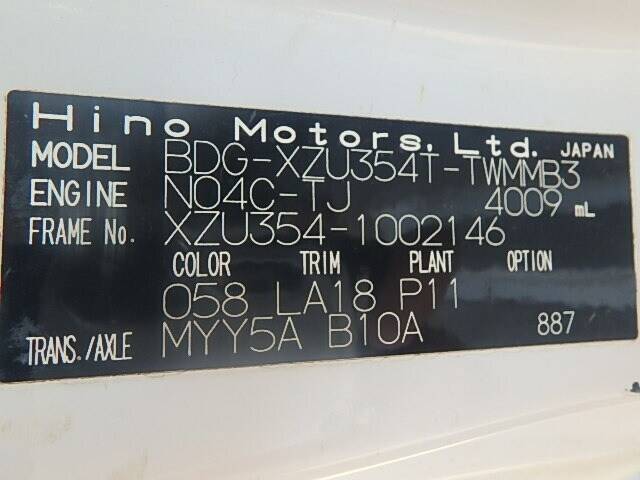 Hino Motors, Ltd. JAPAN
MODEL BDG-XZU354T-TWMMB3
ENGINE N04C-TJ 4009 mL
FRAME No. XZU354-1002146
COLOR TRIM PLANT OPTION
058 LA18 P11
TRANS./AXLE MYY5A B10A 887